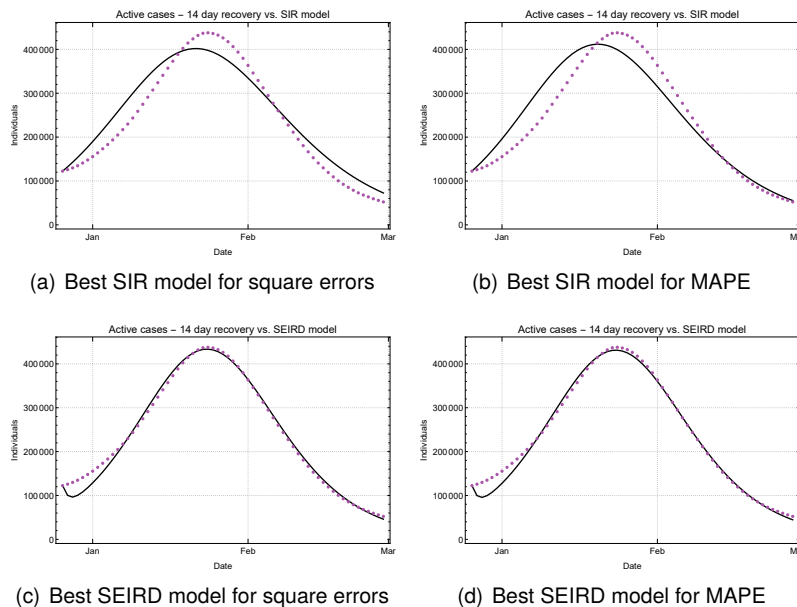 Active cases – 14 day recovery vs. SIR model
Individuals
400000
300000
200000
100000
0
Jan
Feb
Mar
Date
(a) Best SIR model for square errors
Active cases – 14 day recovery vs. SIR model
Individuals
400000
300000
200000
100000
0
Jan
Feb
M
Date
(b) Best SIR model for MAPE
Active cases – 14 day recovery vs. SEIRD model
Individuals
400000
300000
200000
100000
0
Jan
Feb
Mar
Date
(c) Best SEIRD model for square errors
Active cases – 14 day recovery vs. SEIRD model
Individuals
400000
300000
200000
100000
0
Jan
Feb
M
Date
(d) Best SEIRD model for MAPE